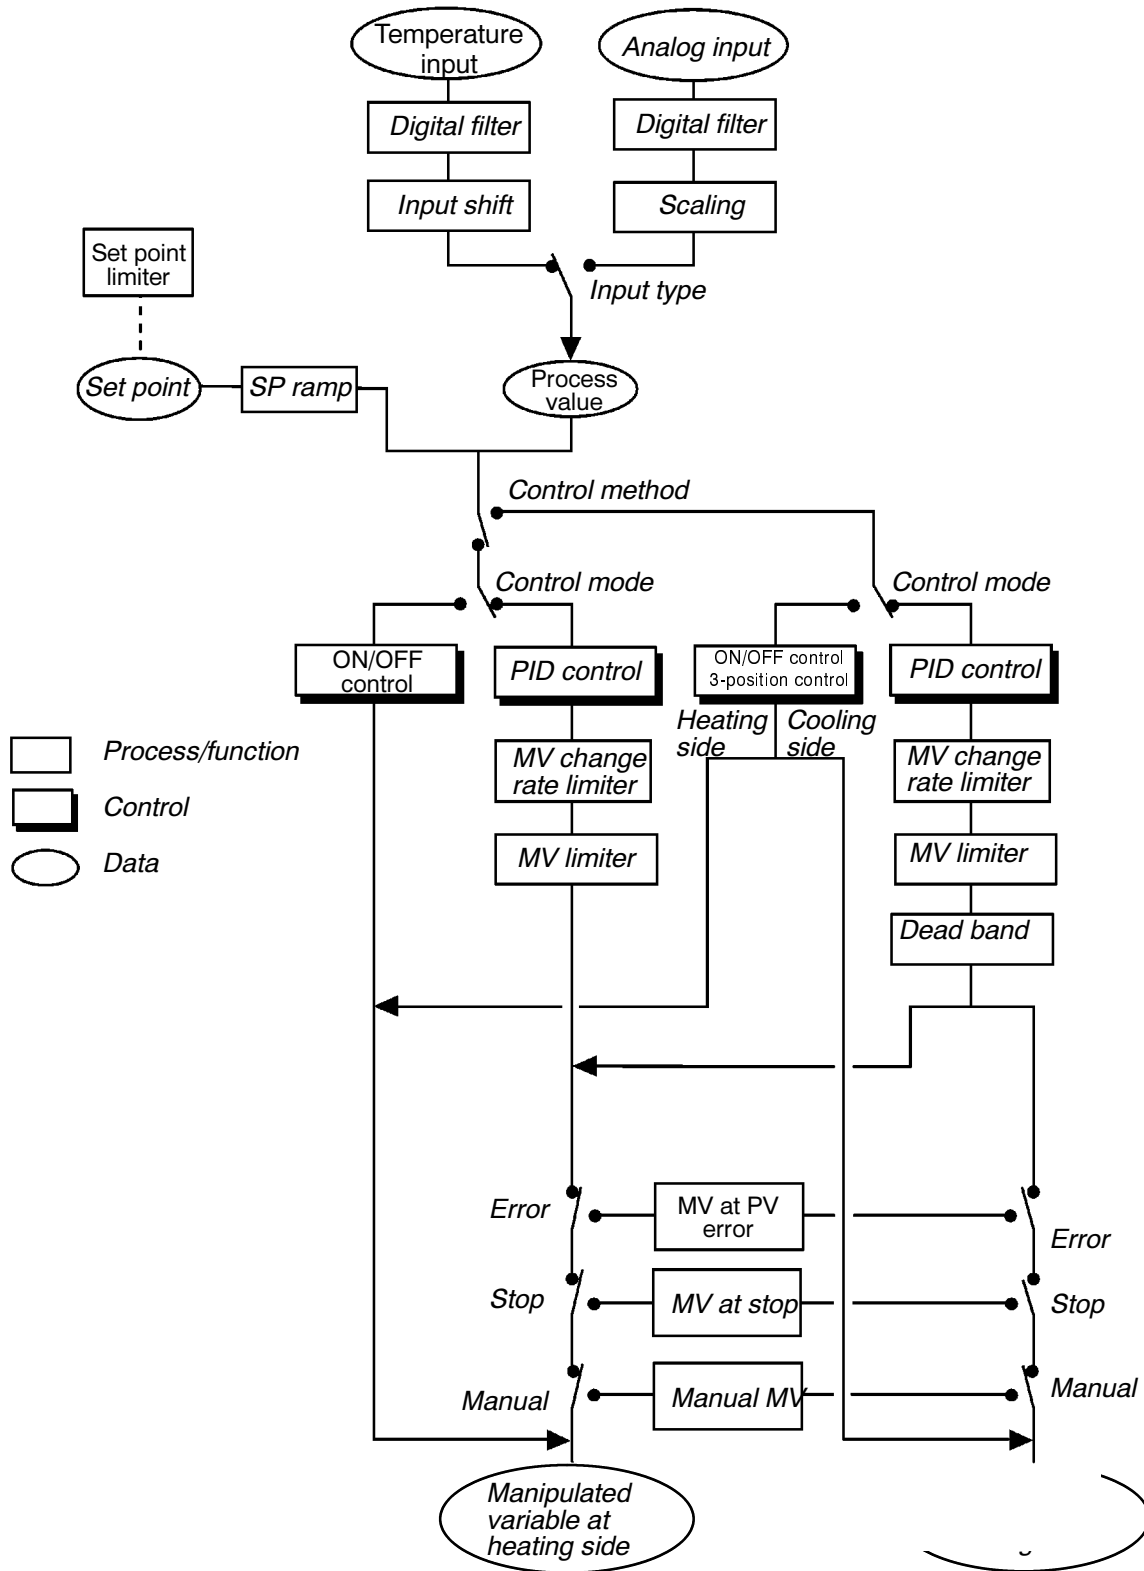 Temperature
input
Analog input
Digital filter
Digital filter
Input shift
Scaling
Set point
limiter
Input type
Set point
SP ramp
Process
value
Control method
Control mode
Control mode
ON/OFF
control
PID control
ON/OFF control
3-position control
PID control
Heating
side
Cooling
side
Process/function
MV change
rate limiter
MV change
rate limiter
Control
MV limiter
MV limiter
Data
Dead band
Error
MV at PV
error
Error
Stop
MV at stop
Stop
Manual
Manual MV
Manual
Manipulated
variable at
heating side